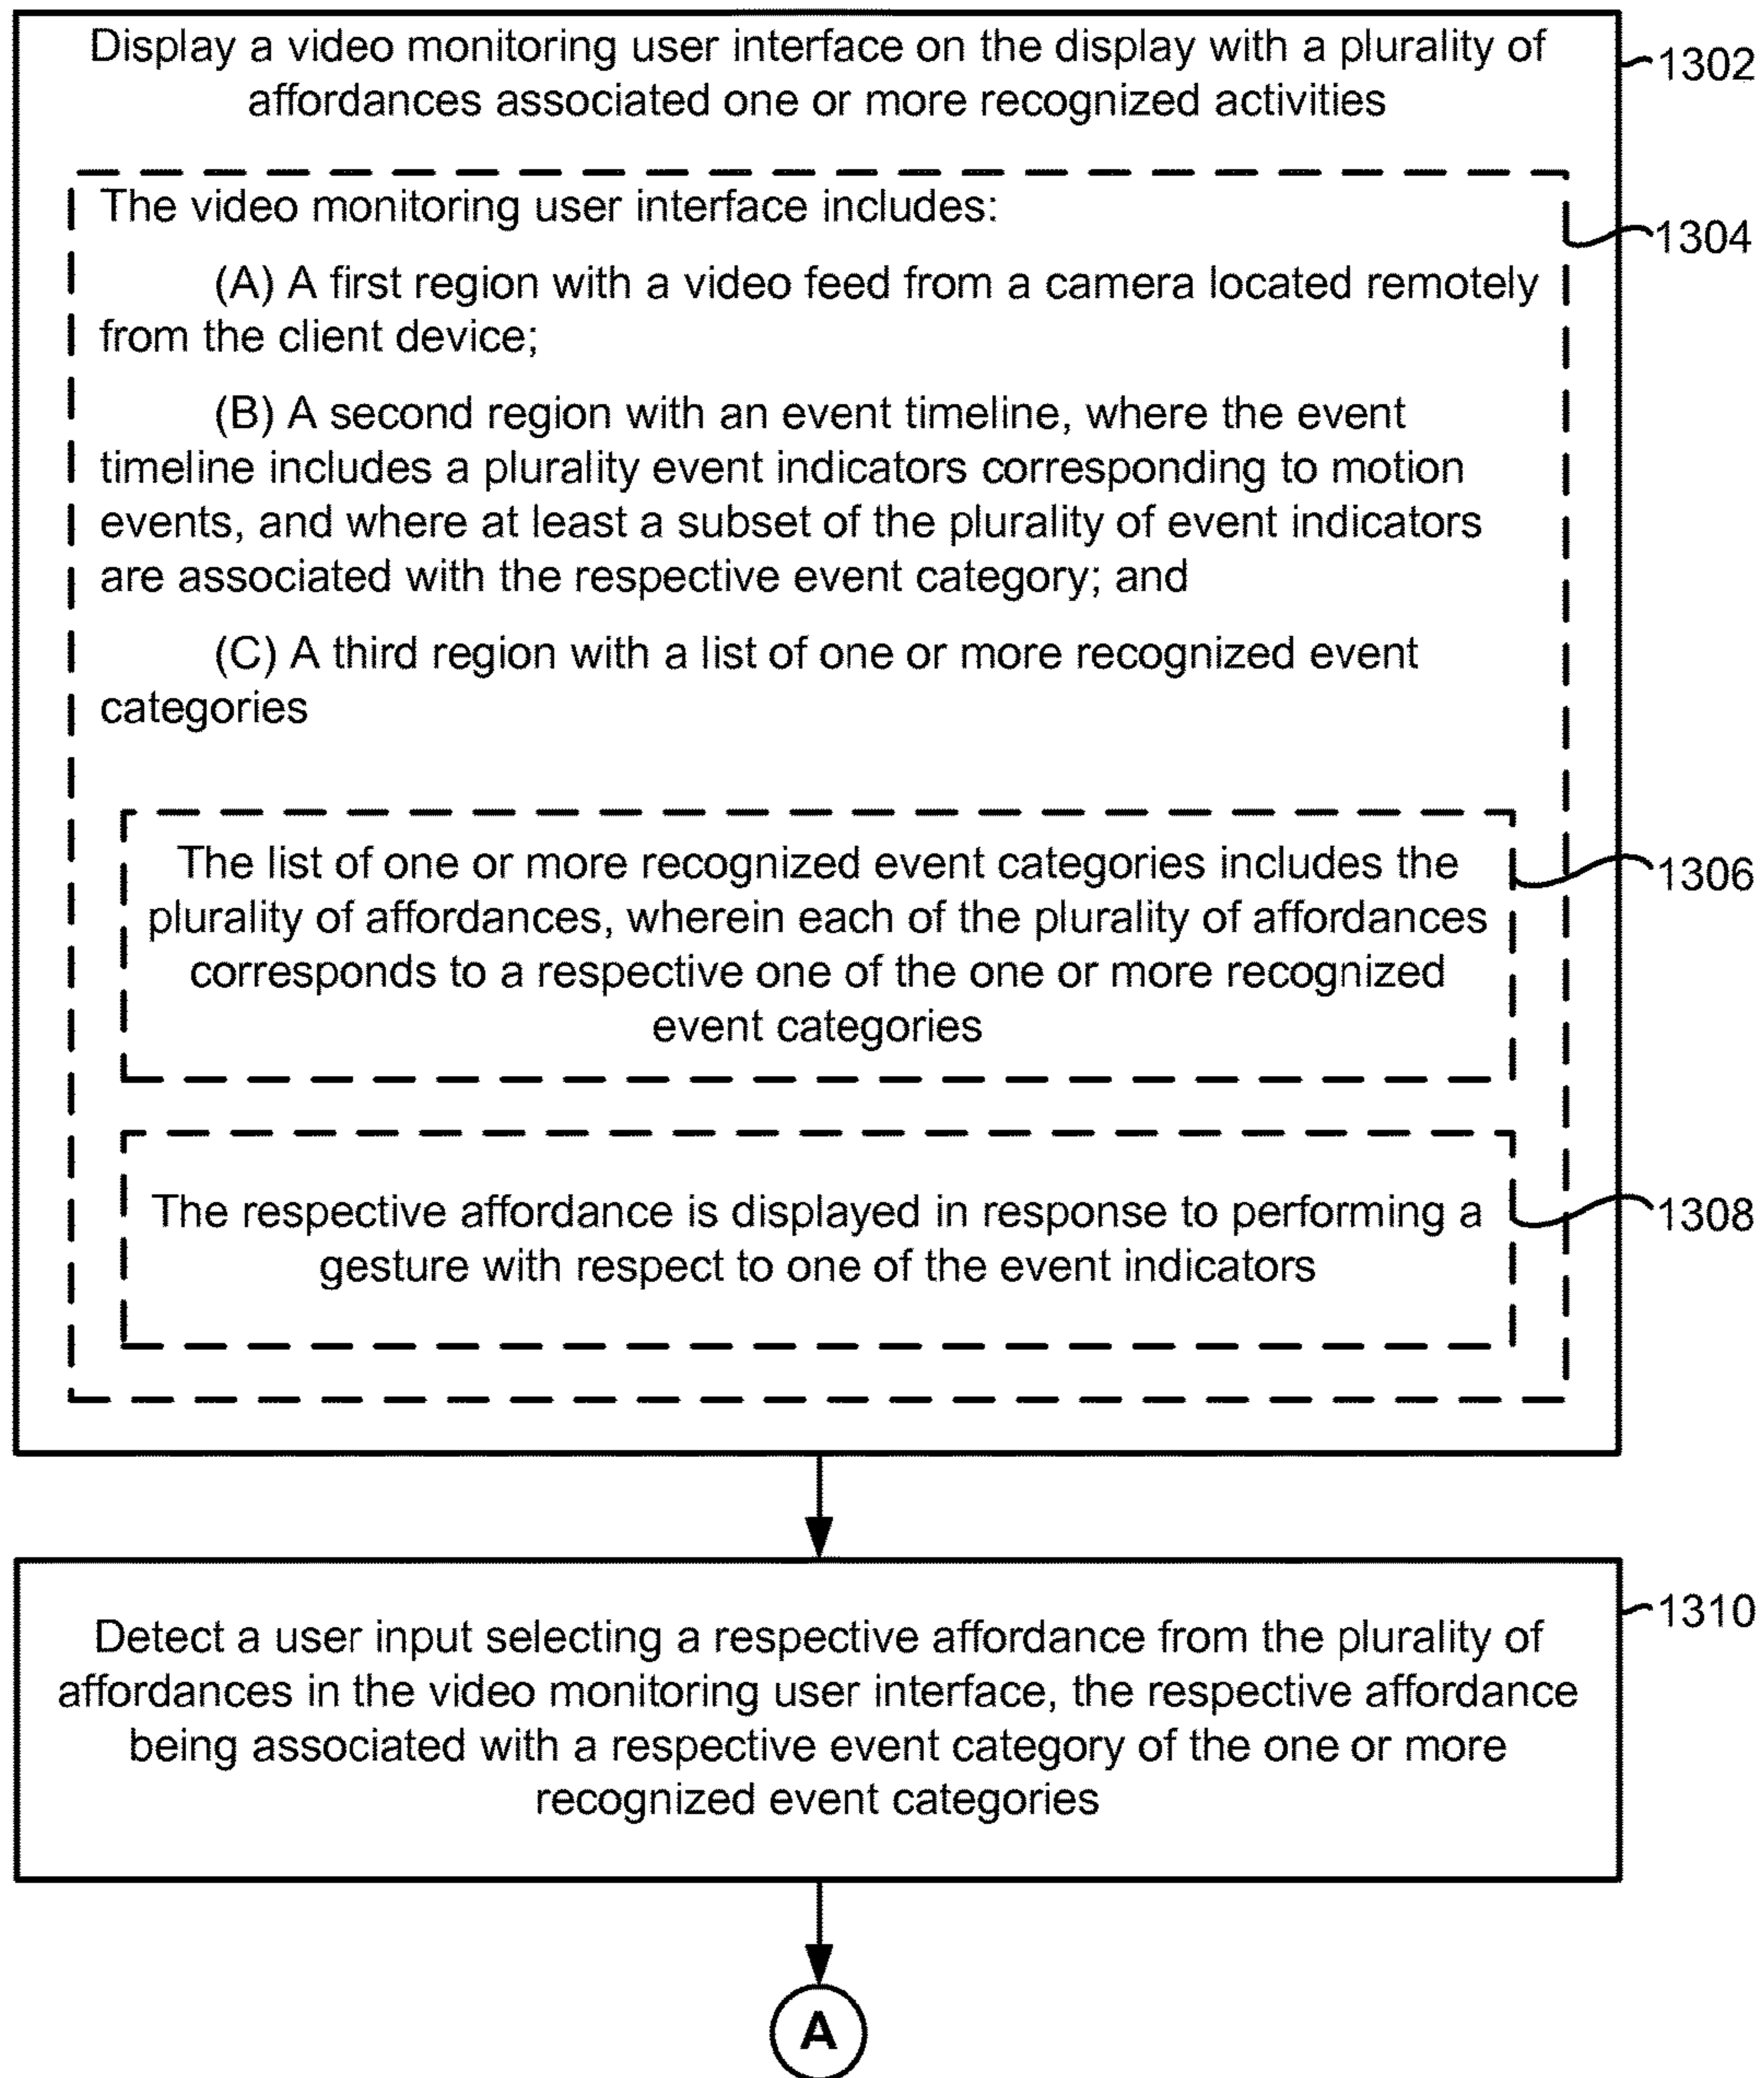 Display a video monitoring user interface on the display with a plurality of
affordances associated one or more recognized activities
1302
The video monitoring user interface includes:
1304
(A) A first region with a video feed from a camera located remotely
from the client device;
(B) A second region with an event timeline, where the event
timeline includes a plurality event indicators corresponding to motion
events, and where at least a subset of the plurality of event indicators
are associated with the respective event category; and
(C) A third region with a list of one or more recognized event
categories
The list of one or more recognized event categories includes the
plurality of affordances, wherein each of the plurality of affordances
corresponds to a respective one of the one or more recognized
event categories
1306
The respective affordance is displayed in response to performing a
gesture with respect to one of the event indicators
1308
Detect a user input selecting a respective affordance from the plurality of
affordances in the video monitoring user interface, the respective affordance
being associated with a respective event category of the one or more
recognized event categories
1310
A